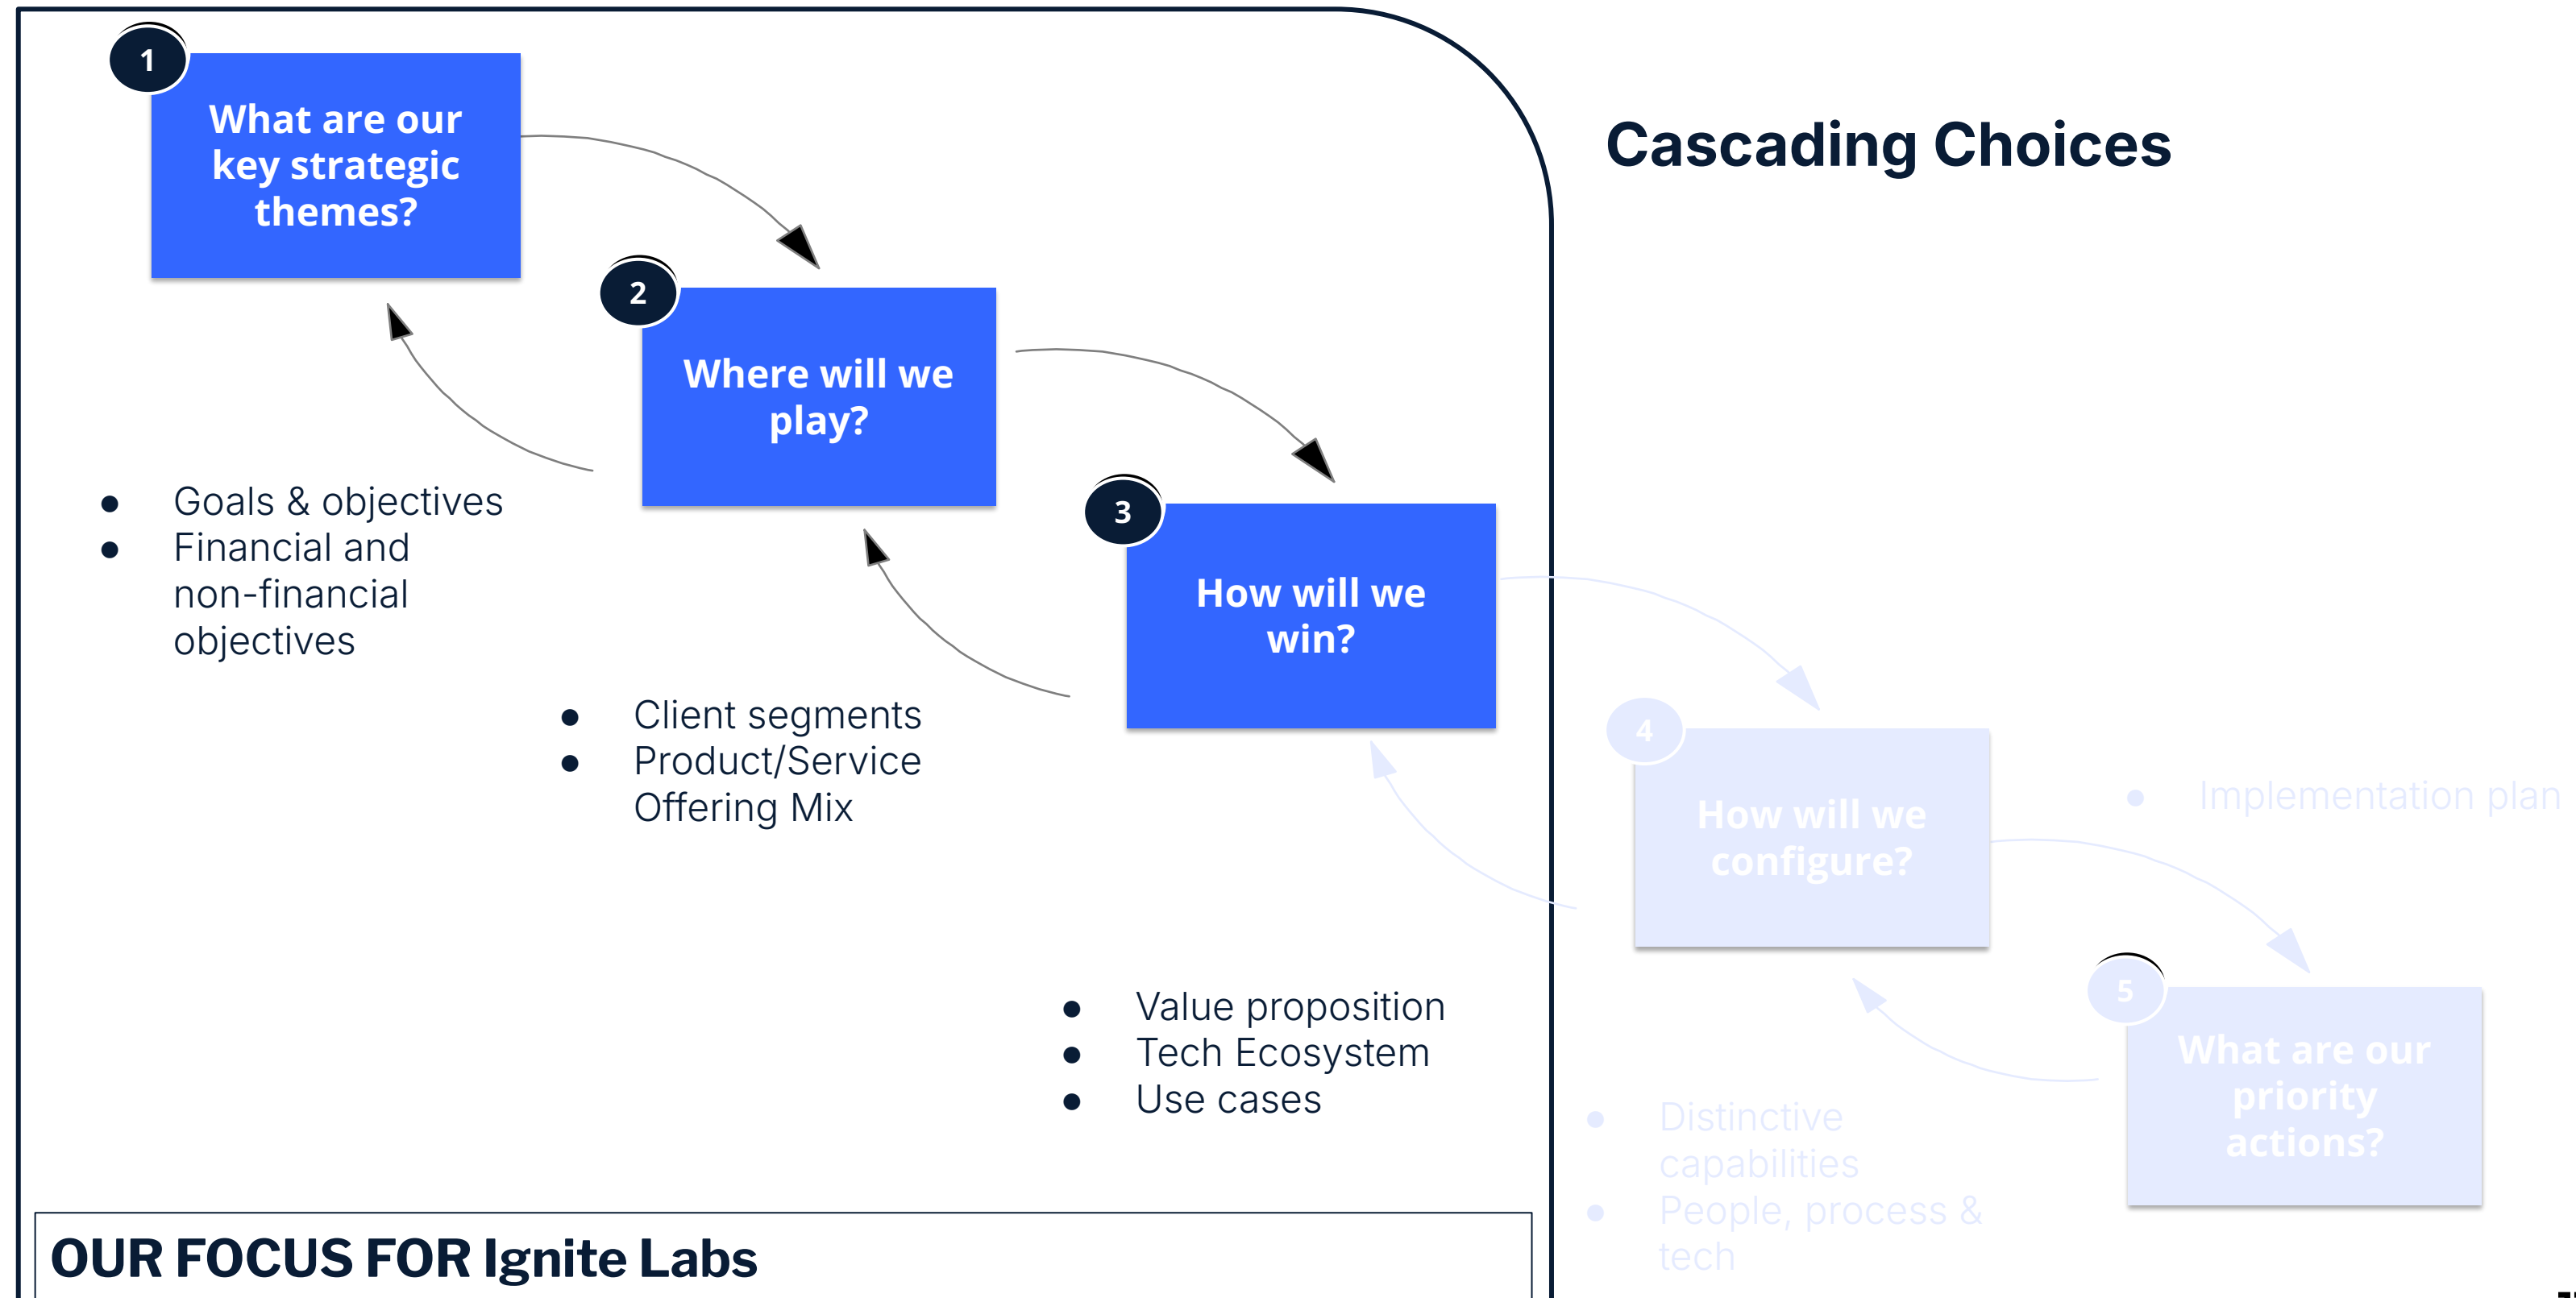 Cascading Choices
1
What are our
key strategic
themes?
● Goals & objectives
● Financial and
non-financial
objectives
2
Where will we
play?
● Client segments
● Product/Service
Offering Mix
3
How will we
win?
● Value proposition
● Tech Ecosystem
● Use cases
4
How will we
configure?
● Distinctive
capabilities
● People, process &
tech
5
What are our
priority
actions?
● Implementation plan
OUR FOCUS FOR Ignite Labs